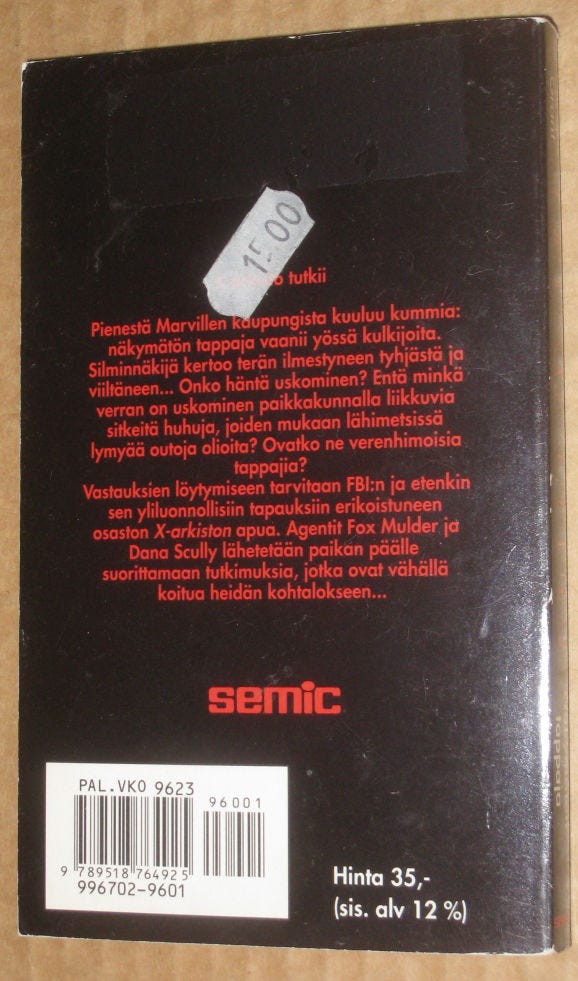 15.00
tutkii
Pienestä Marvillen kaupungista kuuluu kummia:
näkymätön tappaja vaanii yössä kulkijoita.
Silminnäkijä kertoo terän ilmestyneen tyhjästä ja
viiltäneen... Onko häntä uskominen? Entä minkä
verran on uskominen paikkakunnalla liikkuvia
sitkeitä huhuja, joiden mukaan lähimetsissä
lymyää outoja olioita? Ovatko ne verenhimoisia
tappajia?
Vastauksien löytymiseen tarvitaan FBI:n ja etenkin
sen yliluonnollisiin tapauksiin erikoistuneen
osaston X-arkiston apua. Agentit Fox Mulder ja
Dana Scully lähetetään paikan päälle
suorittamaan tutkimuksia, jotka ovat vähällä
koitua heidän kohtalokseen...
semic
PAL.VKO 9623
96001
9 789518 764925
996702-9601
Hinta 35,-
(sis. alv 12 %)
tappaja